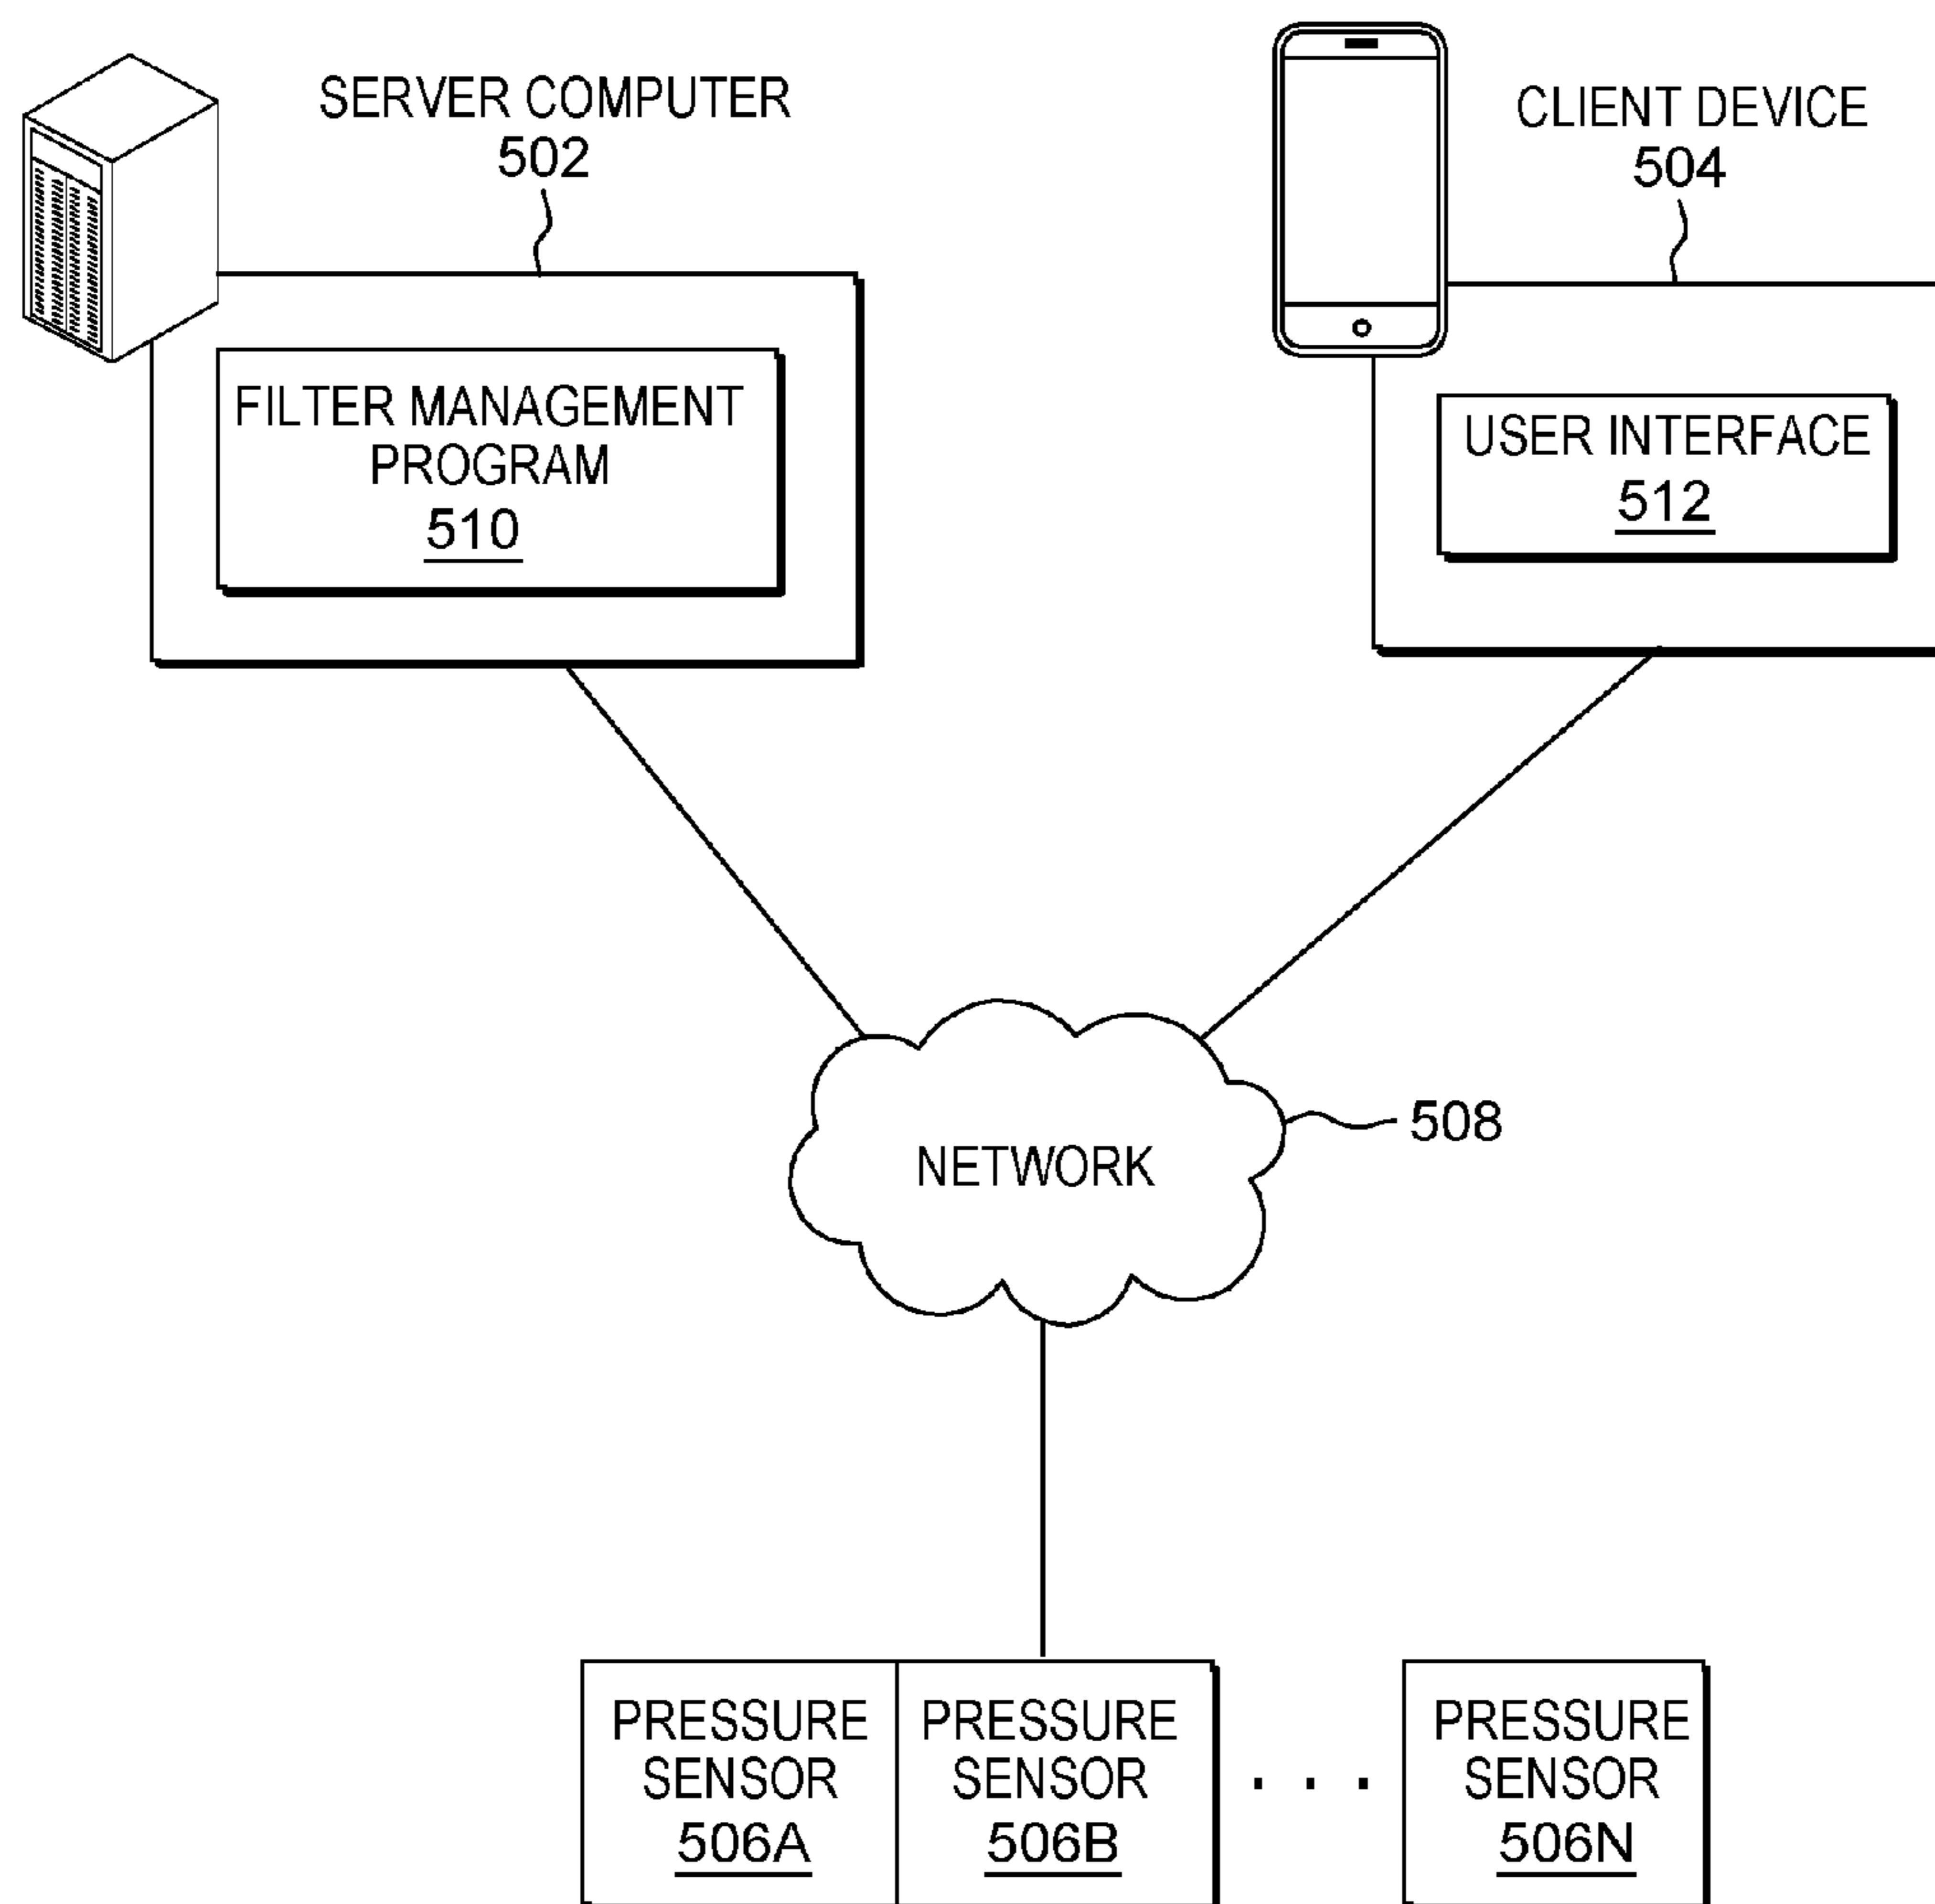 SERVER COMPUTER
502
CLIENT DEVICE
504
FILTER MANAGEMENT
PROGRAM
510
USER INTERFACE
512
NETWORK
508
PRESSURE
SENSOR
506A
PRESSURE
SENSOR
506B
. . .
PRESSURE
SENSOR
506N